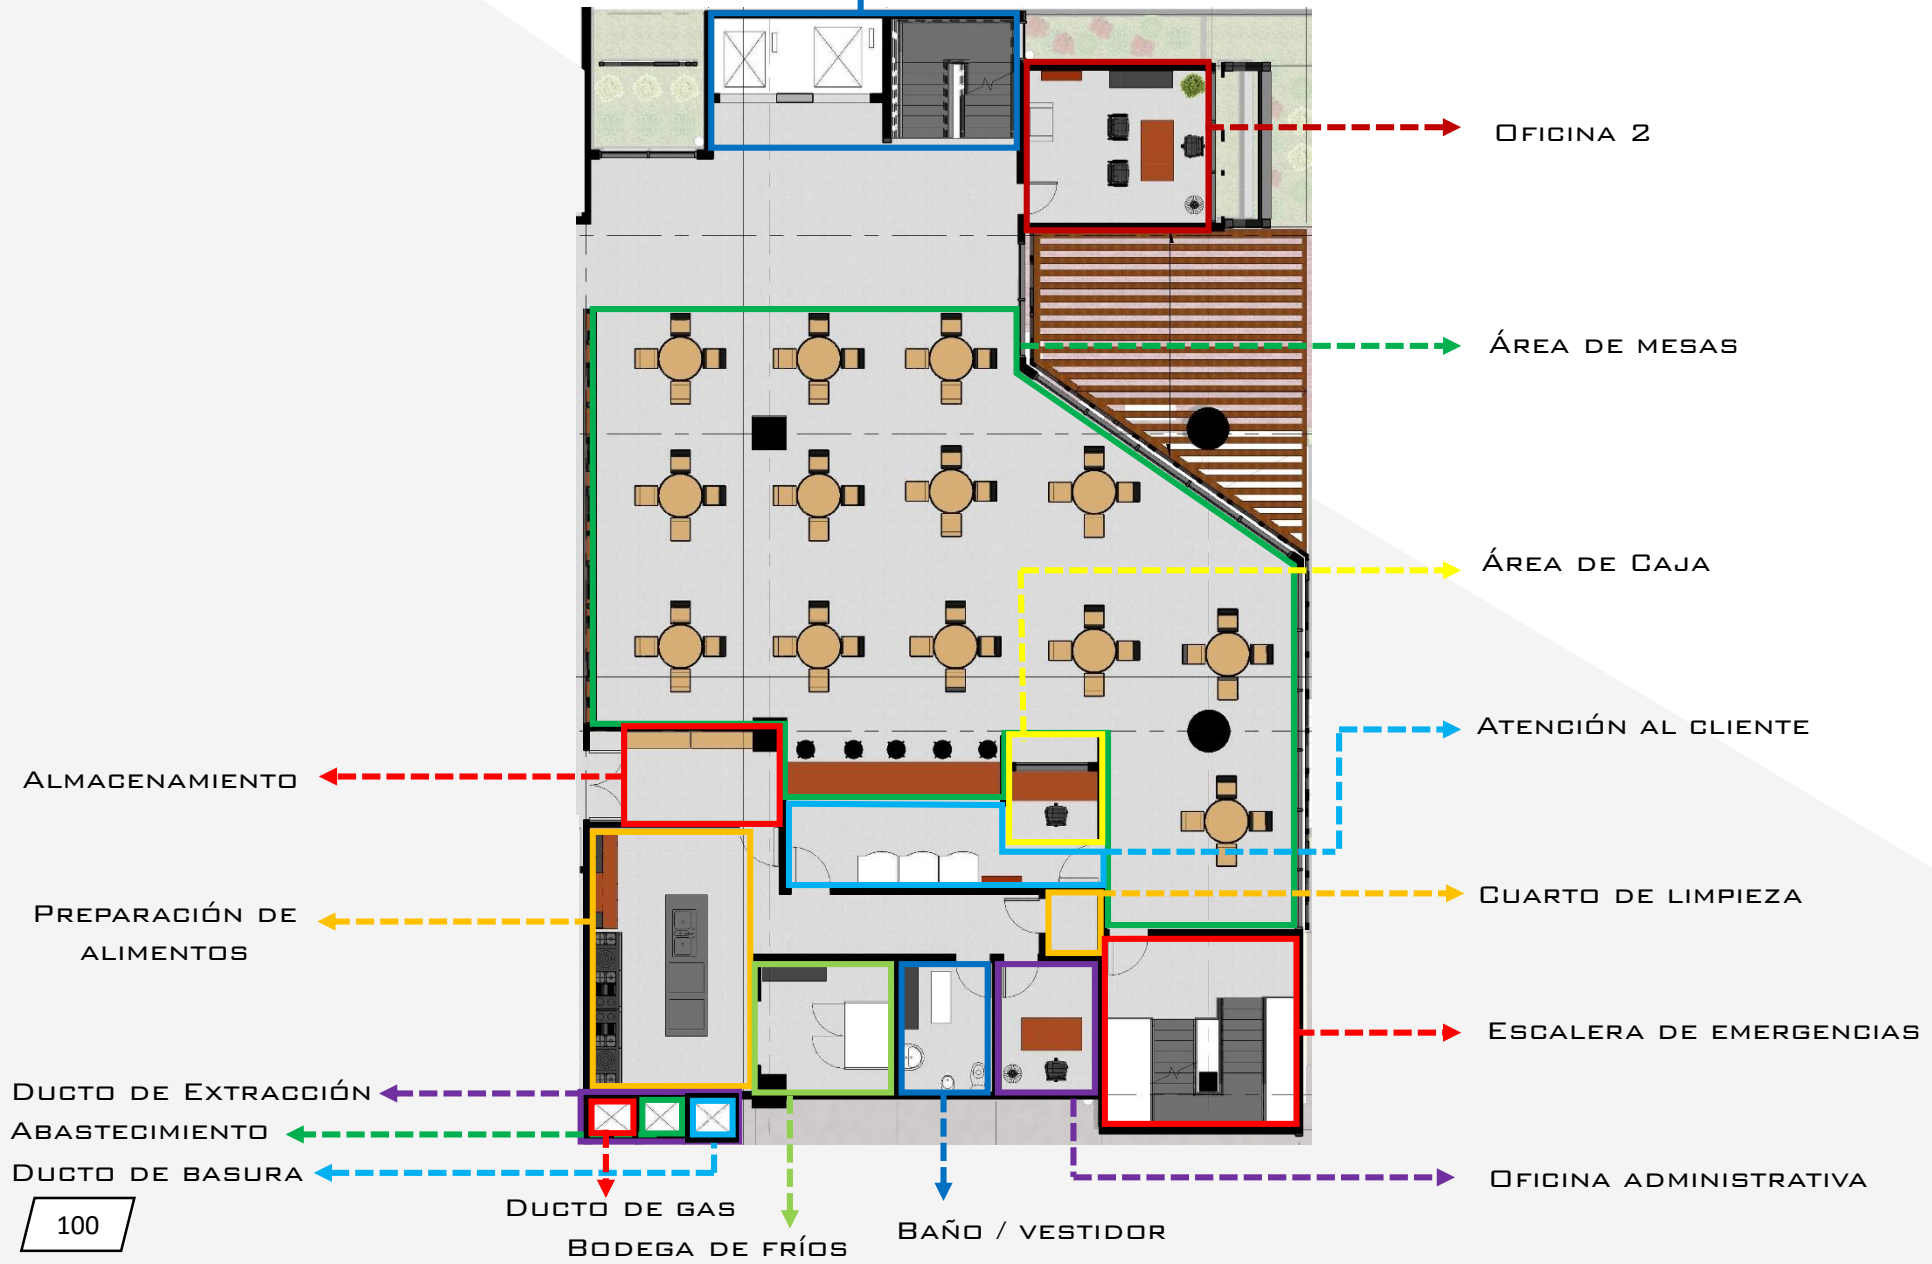 Oficina 2
Área de mesas
Área de Caja
Atención al cliente
Almacenamiento
Cuarto de limpieza
Preparación de
alimentos
Escalera de emergencias
Ducto de Extracción
Abastecimiento
Ducto de basura
Oficina administrativa
Ducto de gas
Baño / vestidor
Bodega de fríos
100